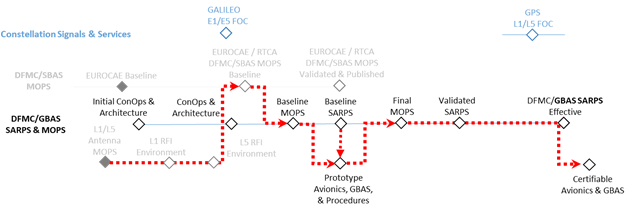 GALILEO
E1/E5 FOC
GPS
L1/L5 FOC
Constellation Signals & Services
EUROCAE / RTCA
DFMC/SBAS MOPS
Baseline
EUROCAE / RTCA
DFMC/SBAS MOPS
Validated & Published
DFMC/SBAS
MOPS
EUROCAE Baseline
Initial ConOps &
Architecture
ConOps &
Architecture
Baseline
MOPS
Baseline
SARPS
Final
MOPS
Validated
SARPS
DFMC/GBAS SARPS
Effective
DFMC/GBAS
SARPS & MOPS
L1/L5
Antenna
MOPS
L1 RFI
Environment
L5 RFI
Environment
Prototype
Avionics, GBAS,
& Procedures
Certifiable
Avionics & GBAS